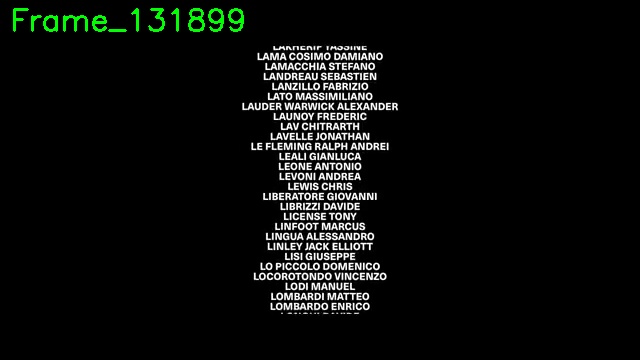 Frame_131899
LAKHERIP YASSINE
LAMA COSIMO DAMIANO
LAMACCHIA STEFANO
LANDREAU SEBASTIEN
LANZILLO FABRIZIO
LATO MASSIMILIANO
LAUDER WARWICK ALEXANDER
LAUNOY FREDERIC
LAV CHITRARTH
LAVELLE JONATHAN
LE FLEMING RALPH ANDREI
LEALI GIANLUCA
LEONE ANTONIO
LEVONI ANDREA
LEWIS CHRIS
LIBERATORE GIOVANNI
LIBRIZZI DAVIDE
LICENSE TONY
LINFOOT MARCUS
LINGUA ALESSANDRO
LINLEY JACK ELLIOTT
LISI GIUSEPPE
LO PICCOLO DOMENICO
LOCOROTONDO VINCENZO
LODI MANUEL
LOMBARDI MATTEO
LOMBARDO ENRICO